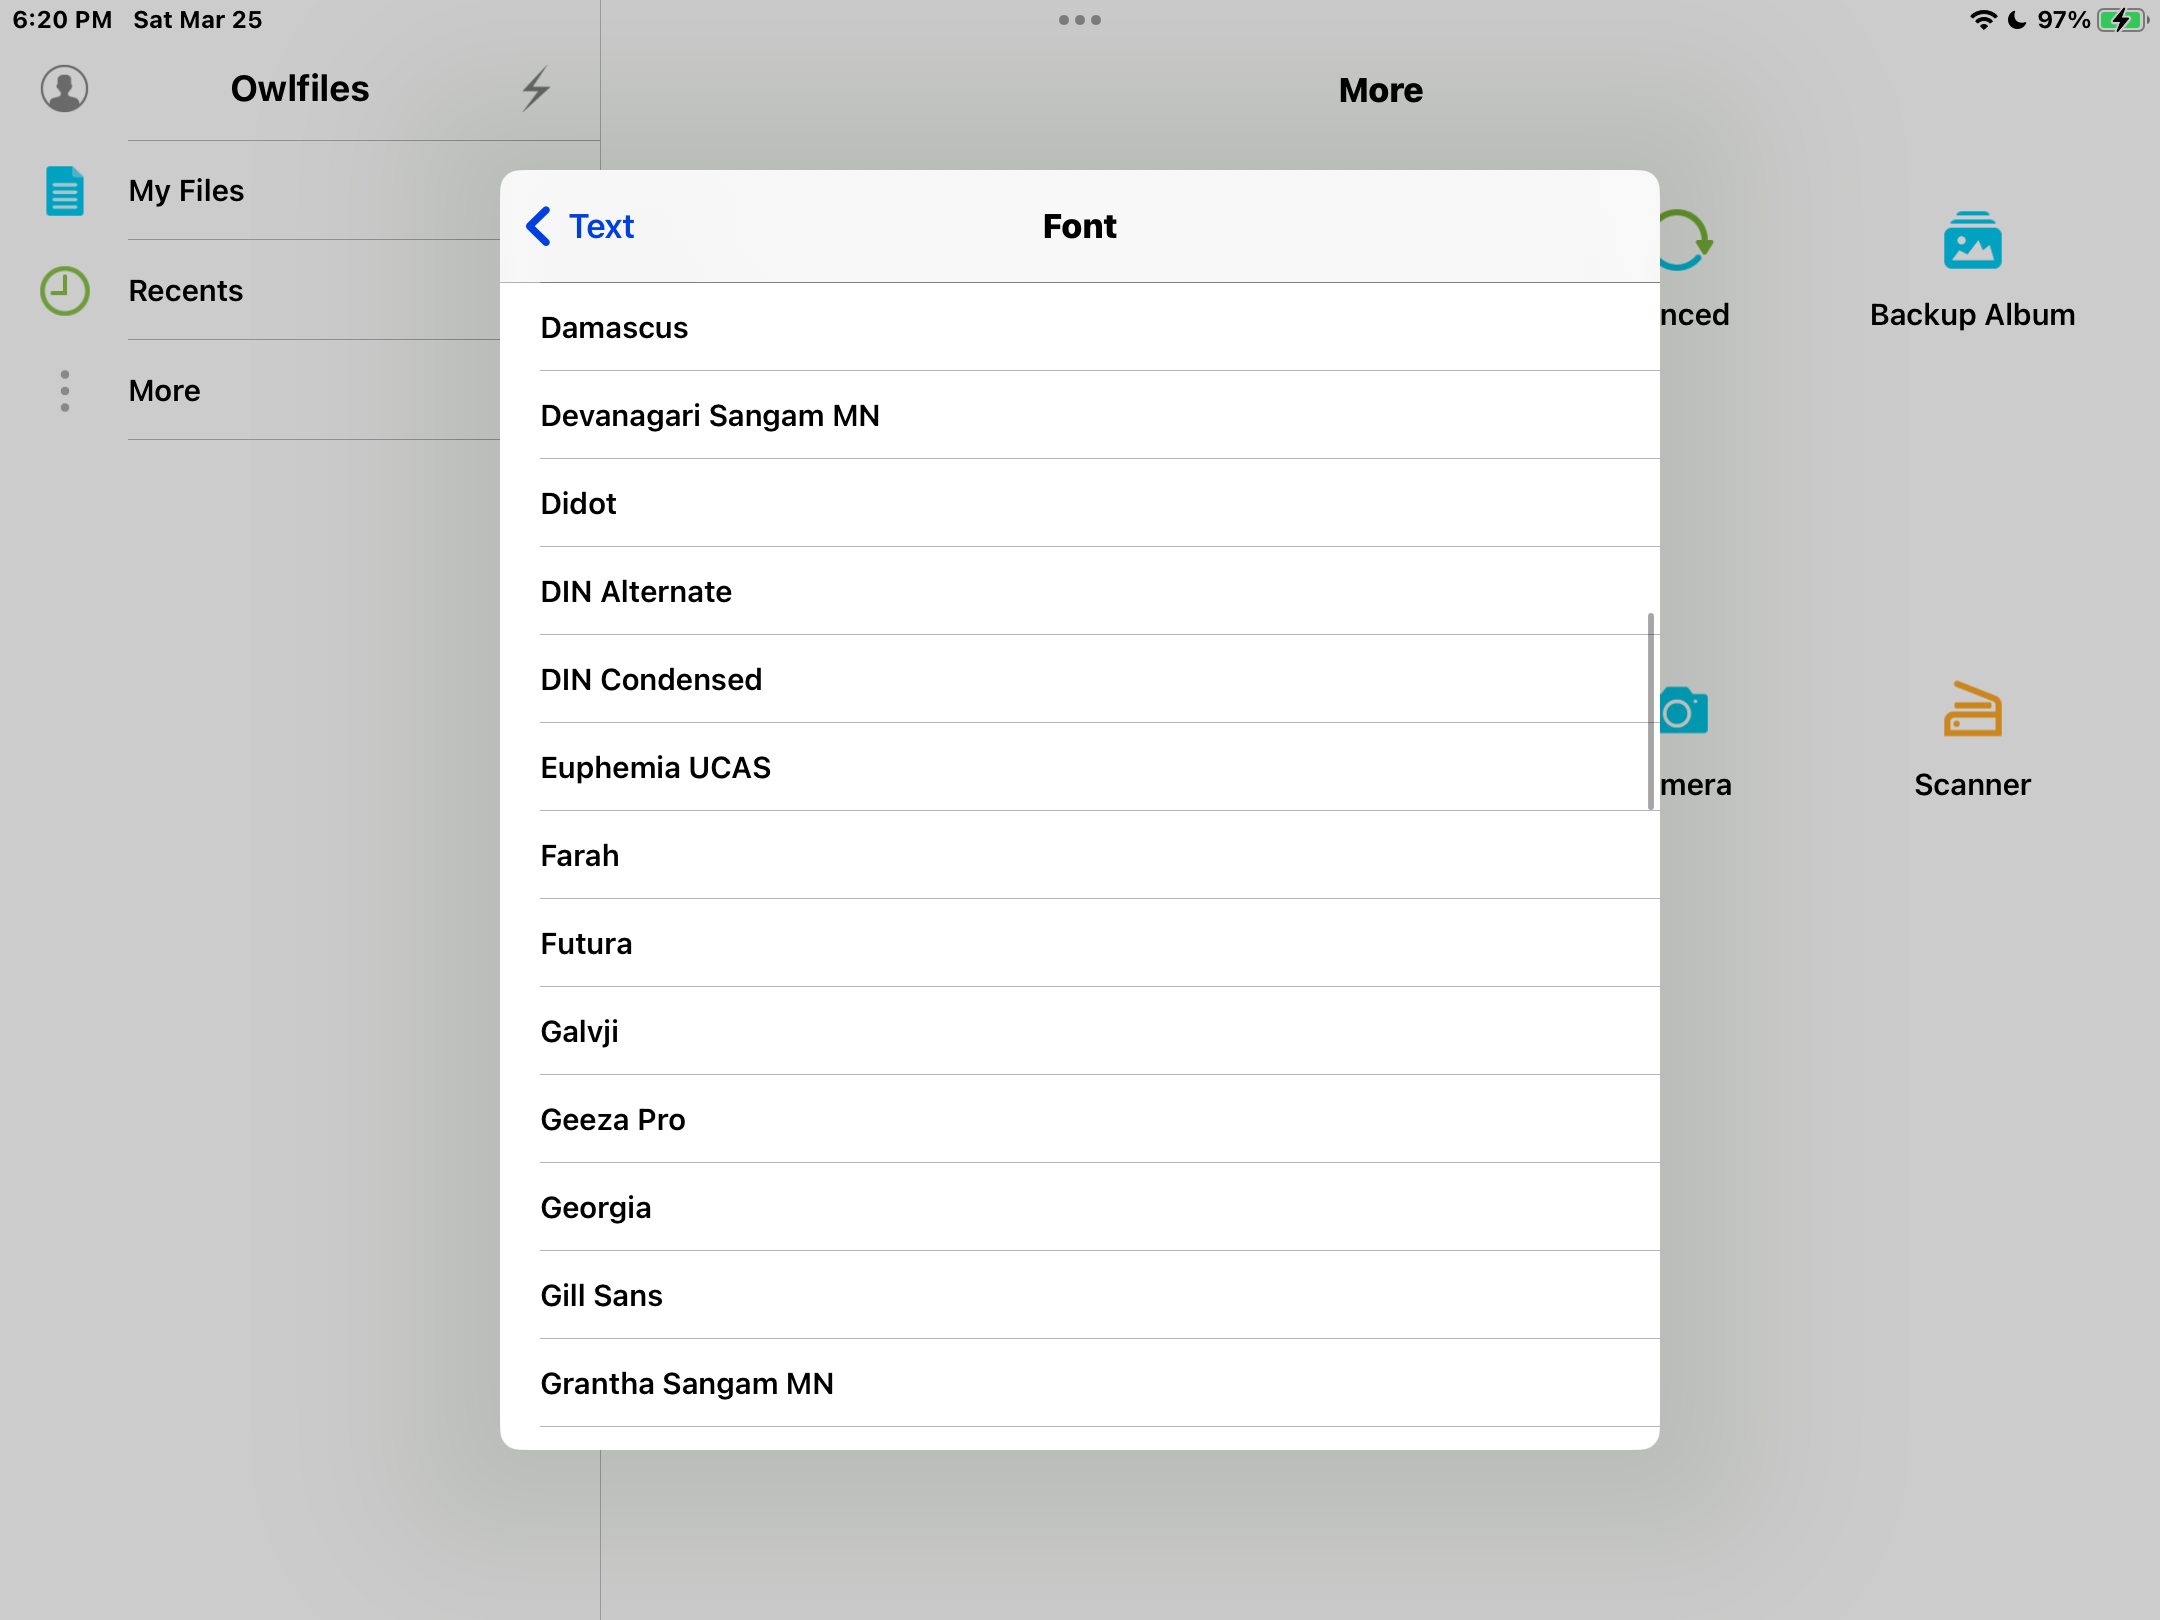 6:20 PM Sat Mar 25
97%
Owlfiles
My Files
Recents
More
More
nced
Backup Album
mera
Scanner
Text
Font
Damascus
Devanagari Sangam MN
Didot
DIN Alternate
DIN Condensed
Euphemia UCAS
Farah
Futura
Galvji
Geeza Pro
Georgia
Gill Sans
Grantha Sangam MN